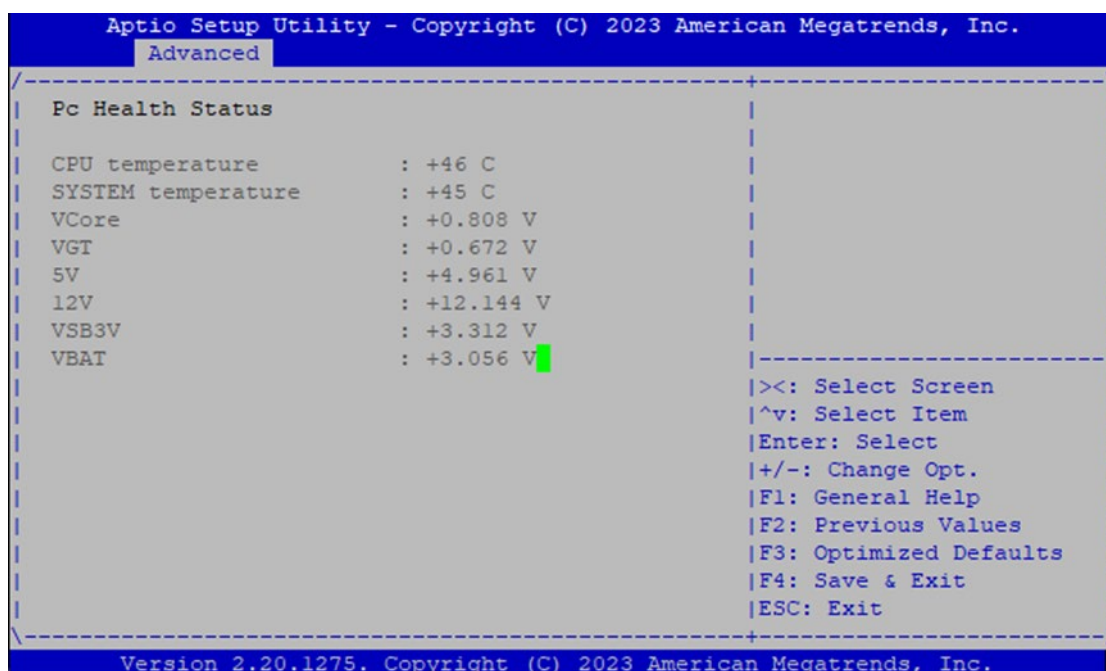 Aptio Setup Utility - Copyright (C) 2023 American Megatrends, Inc.
Advanced
Pc Health Status
CPU temperature : +46 C
SYSTEM temperature : +45 C
VCore : +0.808 V
VGT : +0.672 V
5V : +4.961 V
12V : +12.144 V
VSB3V : +3.312 V
VBAT : +3.056 V
><: Select Screen
^v: Select Item
Enter: Select
+/-: Change Opt.
F1: General Help
F2: Previous Values
F3: Optimized Defaults
F4: Save & Exit
ESC: Exit
Version 2.20.1275. Copyright (C) 2023 American Megatrends, Inc.